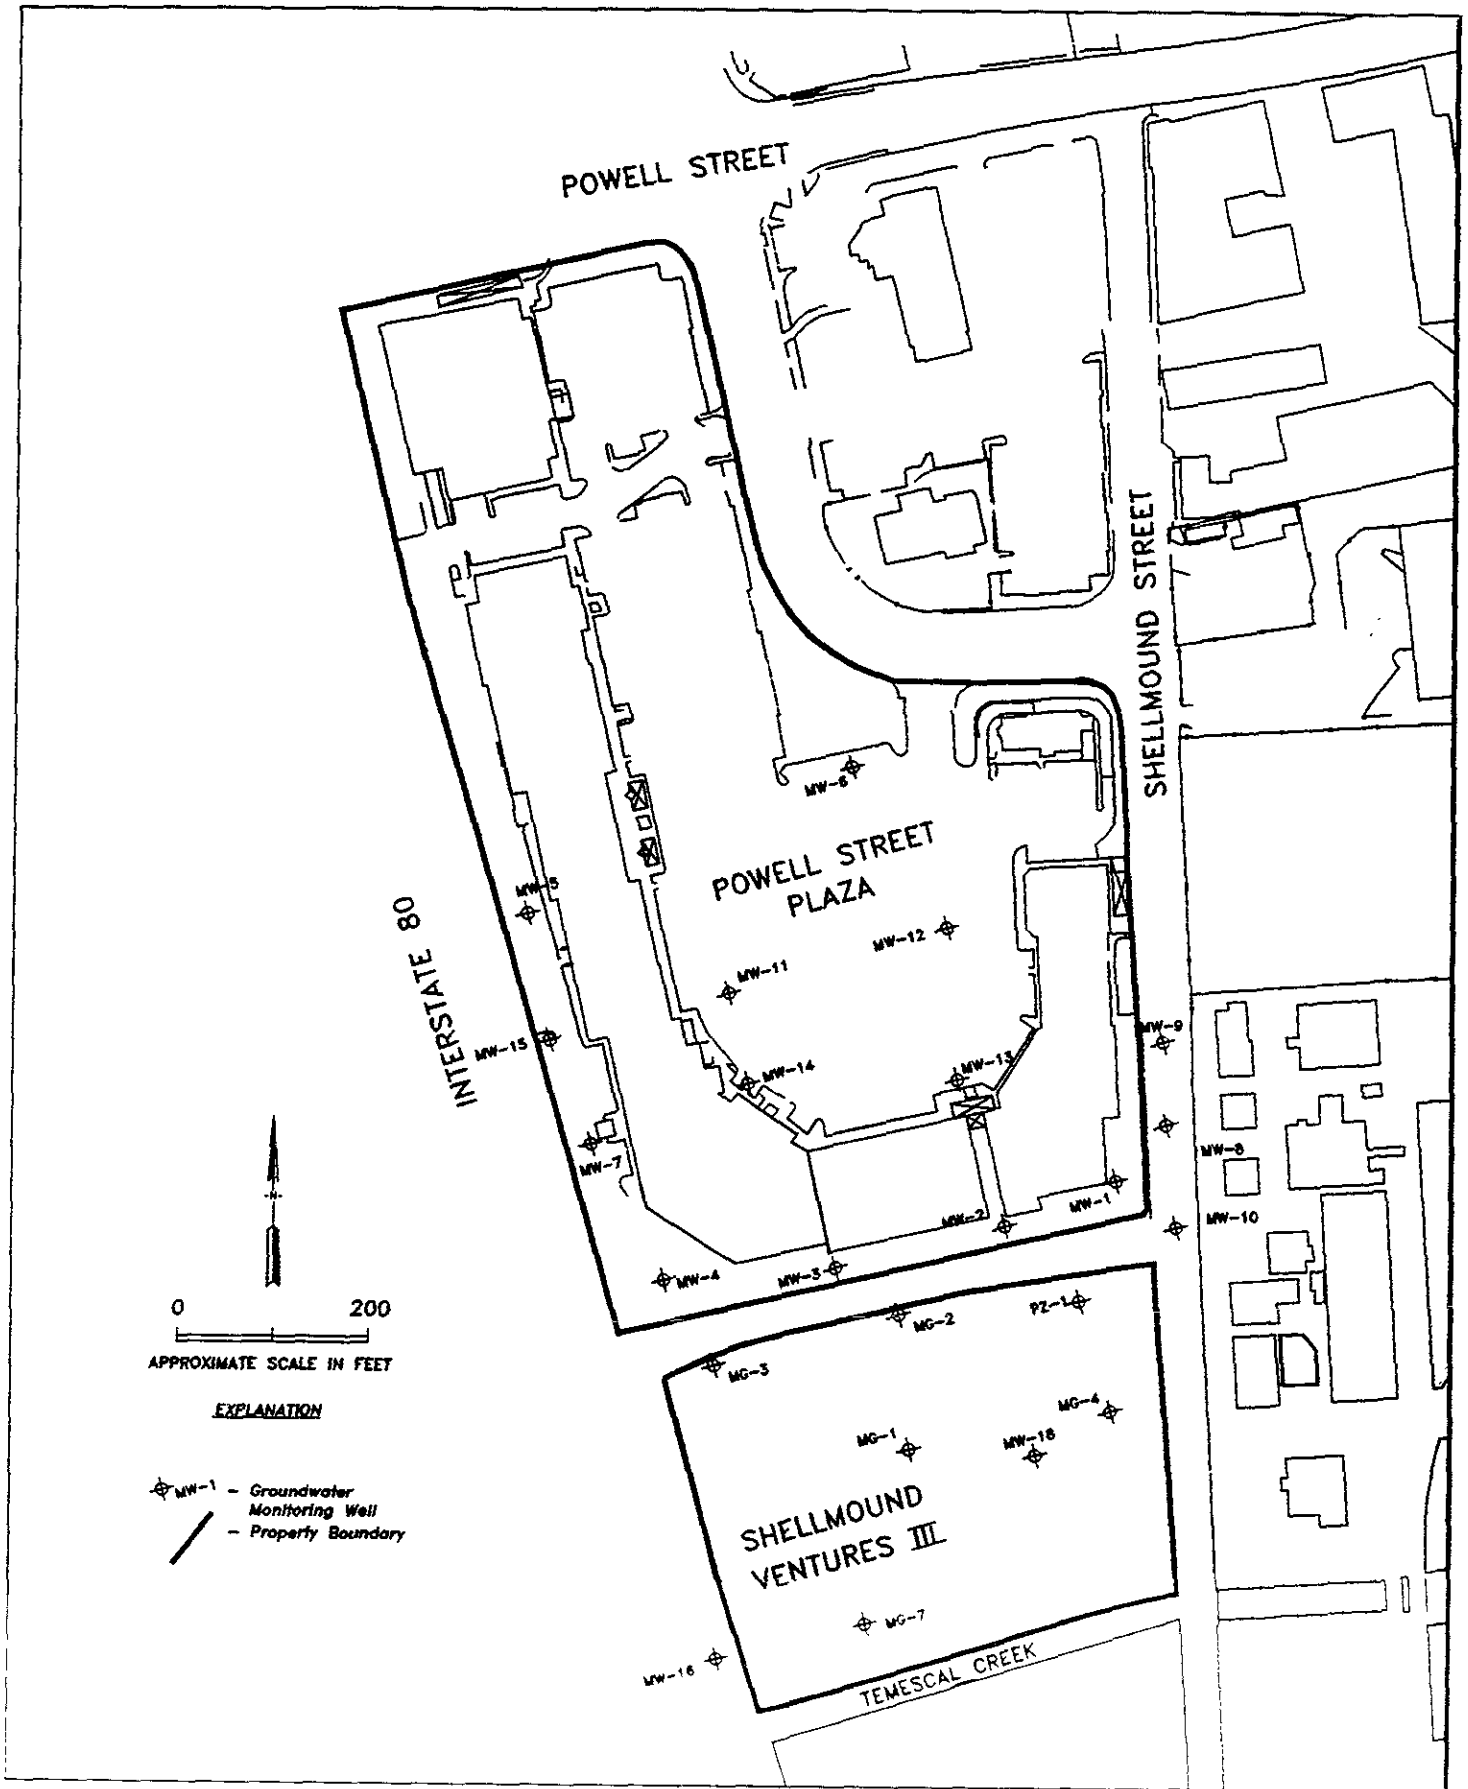 POWELL STREET
SHELLMOUND STREET
MW-6
POWELL STREET
PLAZA
MW-5
INTERSTATE 80
MW-12
MW-11
MW-9
MW-15
MW-14
MW-13
MW-8
MW-7
MW-1
MW-2
MW-10
MW-4
MW-3
-N-
0 200
APPROXIMATE SCALE IN FEET
MG-2
PZ-1
MG-3
EXPLANATION
MG-4
MG-1
MW-18
MW-1 - Groundwater
Monitoring Well
- Property Boundary
SHELLMOUND
VENTURES III
MG-7
MW-16
TEMESCAL CREEK